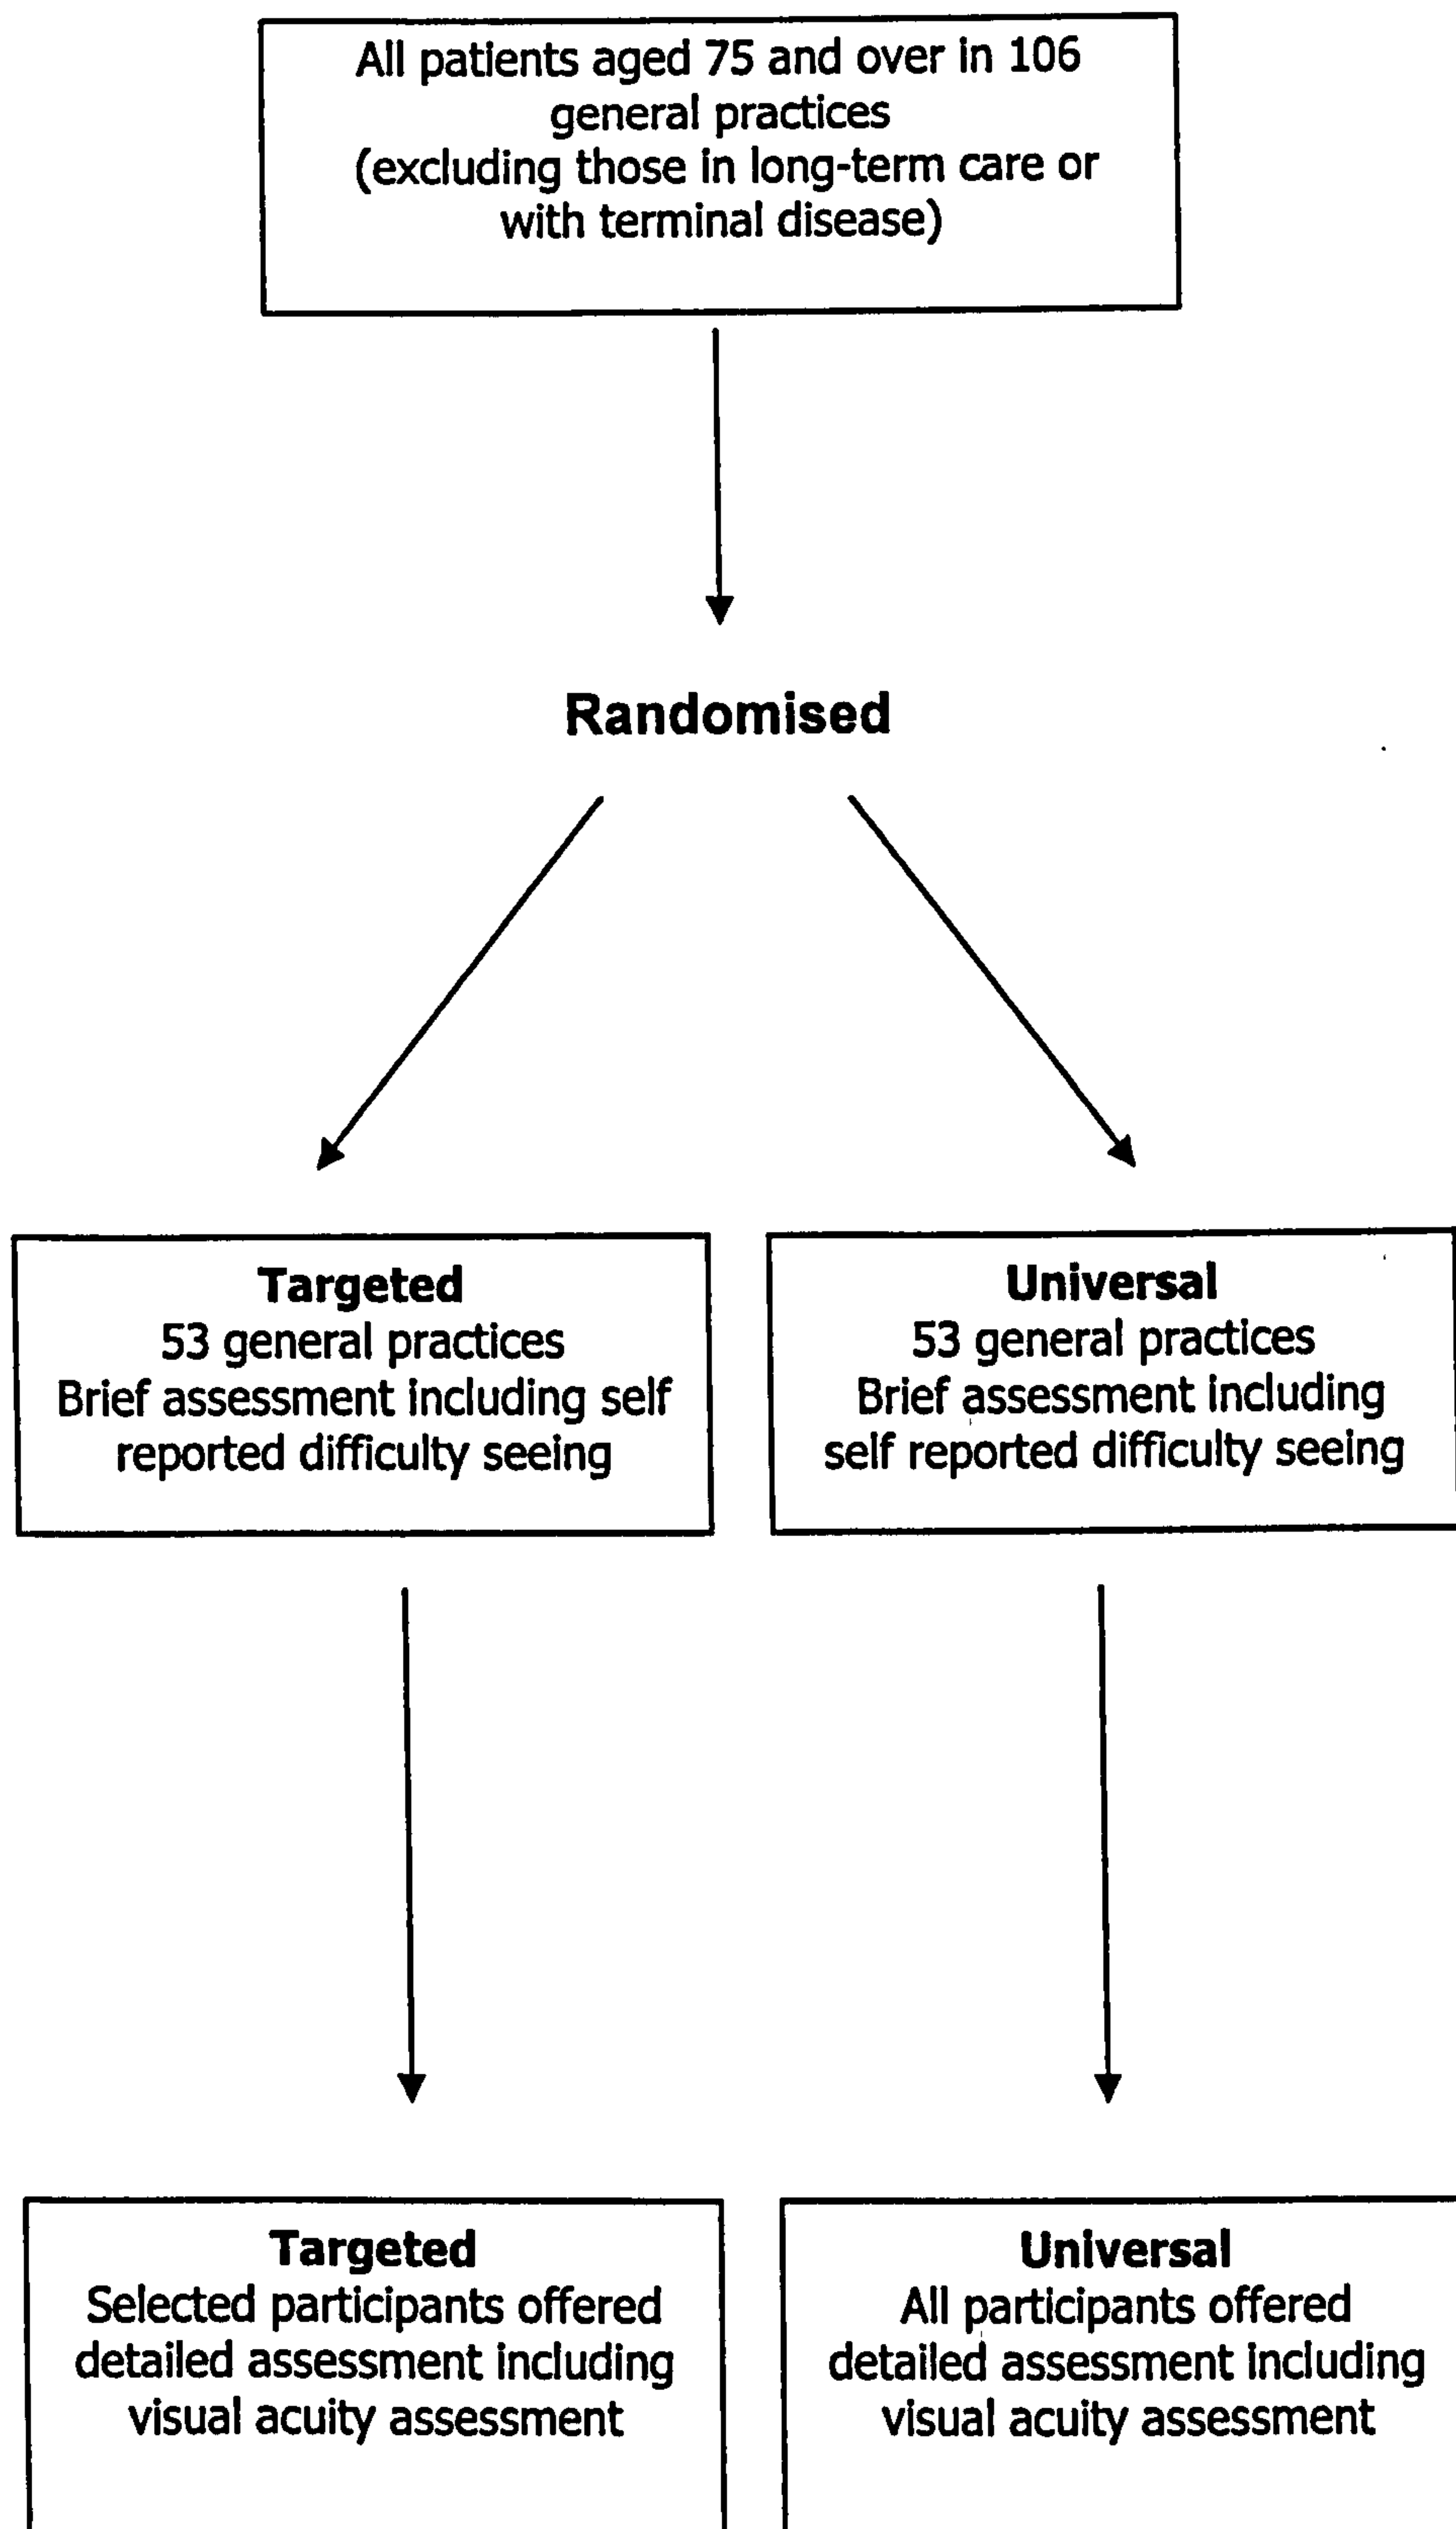 All patients aged 75 and over in 106
general practices
(excluding those in long-term care or
with terminal disease)
Randomised
Targeted
53 general practices
Brief assessment including self
reported difficulty seeing
Universal
53 general practices
Brief assessment including
self reported difficulty seeing
Targeted
Selected participants offered
detailed assessment including
visual acuity assessment
Universal
All participants offered
detailed assessment including
visual acuity assessment